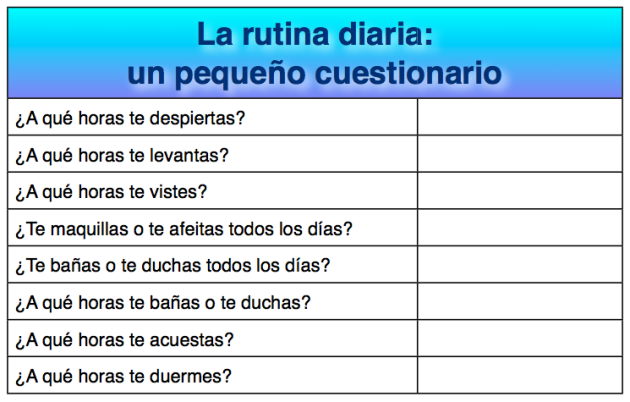 La rutina diaria:
un pequeño cuestionario
¿A qué horas te despiertas?
¿A qué horas te levantas?
¿A qué horas te vistes?
¿Te maquillas o te afeitas todos los días?
¿Te bañas o te duchas todos los días?
¿A qué horas te bañas o te duchas?
¿A qué horas te acuestas?
¿A qué horas te duermes?